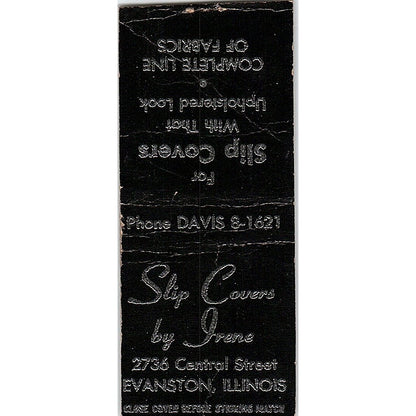 For
Slip Covers
With That
Upholstered Look
COMPLETE LINE
OF FABRICS
Phone DAVIS 8-1621
Slip Covers
by Irene
2736 Central Street
EVANSTON, ILLINOIS
CLOSE COVER BEFORE STRIKING MATCH